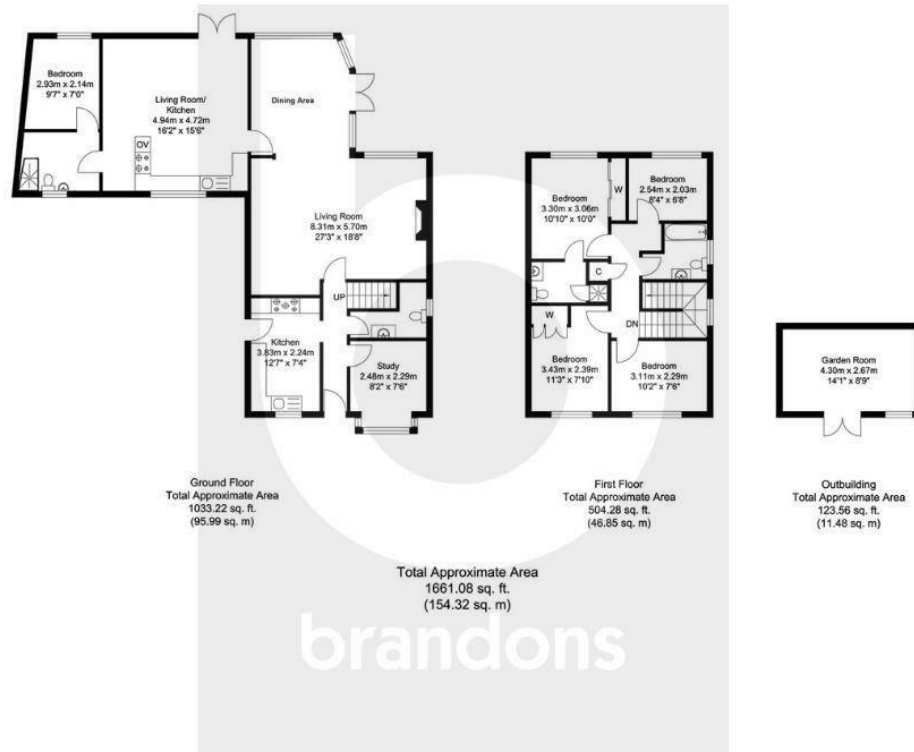 Bedroom
2.93m x 2.14m
9'7" x 7'0"
Living Room/
Kitchen
4.94m x 4.72m
16'2" x 15'6"
OV
Dining Area
Living Room
8.31m x 5.70m
27'3" x 18'8"
UP
Kitchen
3.83m x 2.24m
12'7" x 7'4"
Study
2.48m x 2.29m
8'2" x 7'6"
Ground Floor
Total Approximate Area
1033.22 sq. ft.
(95.99 sq. m)
Bedroom
3.30m x 3.06m
10'10" x 10'0"
W
Bedroom
2.54m x 2.03m
8'4" x 6'8"
C
W
DN
Bedroom
3.43m x 2.39m
11'3" x 7'10"
Bedroom
3.11m x 2.29m
10'2" x 7'6"
First Floor
Total Approximate Area
504.28 sq. ft.
(46.85 sq. m)
Garden Room
4.30m x 2.67m
14'1" x 8'9"
Outbuilding
Total Approximate Area
123.56 sq. ft.
(11.48 sq. m)
Total Approximate Area
1661.08 sq. ft.
(154.32 sq. m)
brandons